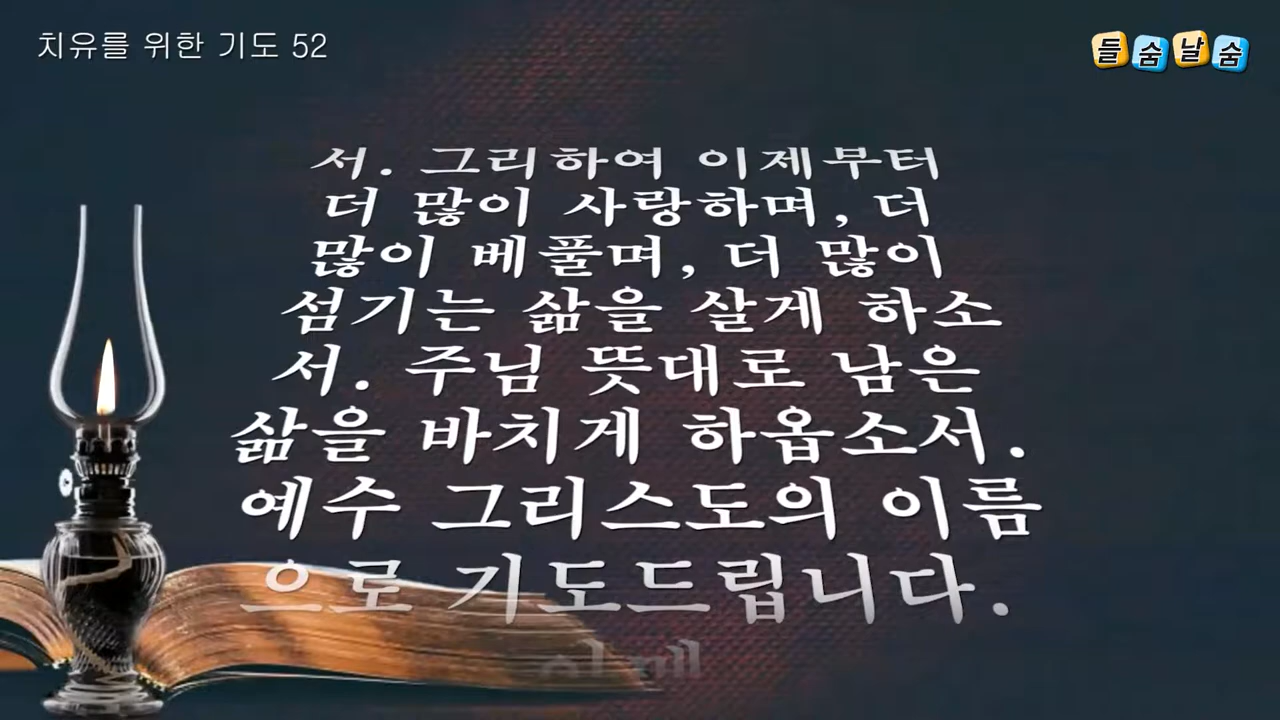 치유를 위한 기도 52
들숨날숨
서. 그리하여 이제부터
더 많이 사랑하며, 더
많이 베풀며, 더 많이
섬기는 삶을 살게 하소
서. 주님 뜻대로 남은
삶을 바치게 하옵소서.
예수 그리스도의 이름
으로 기도드립니다.